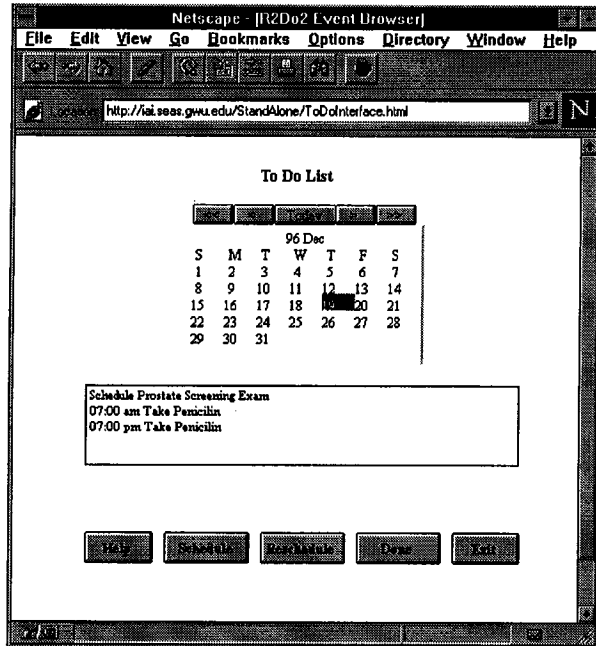 Netscape - [IR2Do2 Event Browser]
File Edit View Go Bookmarks Options Directory Window Help
Location: http://iai.seas.gwu.edu/StandAlone/ToDoInterface.html
N
To Do List
<< < Today > >>
96 Dec
S M T W T F S
1 2 3 4 5 6 7
8 9 10 11 12 13 14
15 16 17 18 19 20 21
22 23 24 25 26 27 28
29 30 31
Schedule Prostate Screening Exam
07:00 am Take Penicilin
07:00 pm Take Penicilin
Help Schedule Reschedule Done Exit